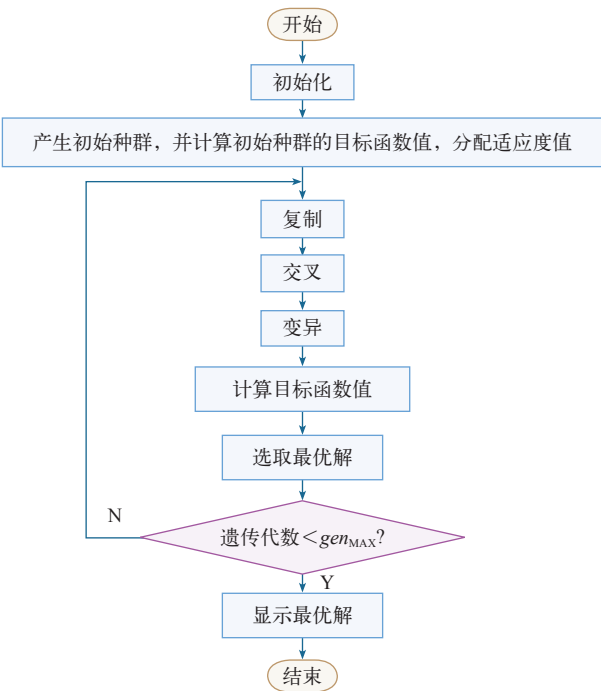 开始
初始化
产生初始种群，并计算初始种群的目标函数值，分配适应度值
复制
交叉
变异
计算目标函数值
选取最优解
N
遗传代数＜gen_MAX?
Y
显示最优解
结束